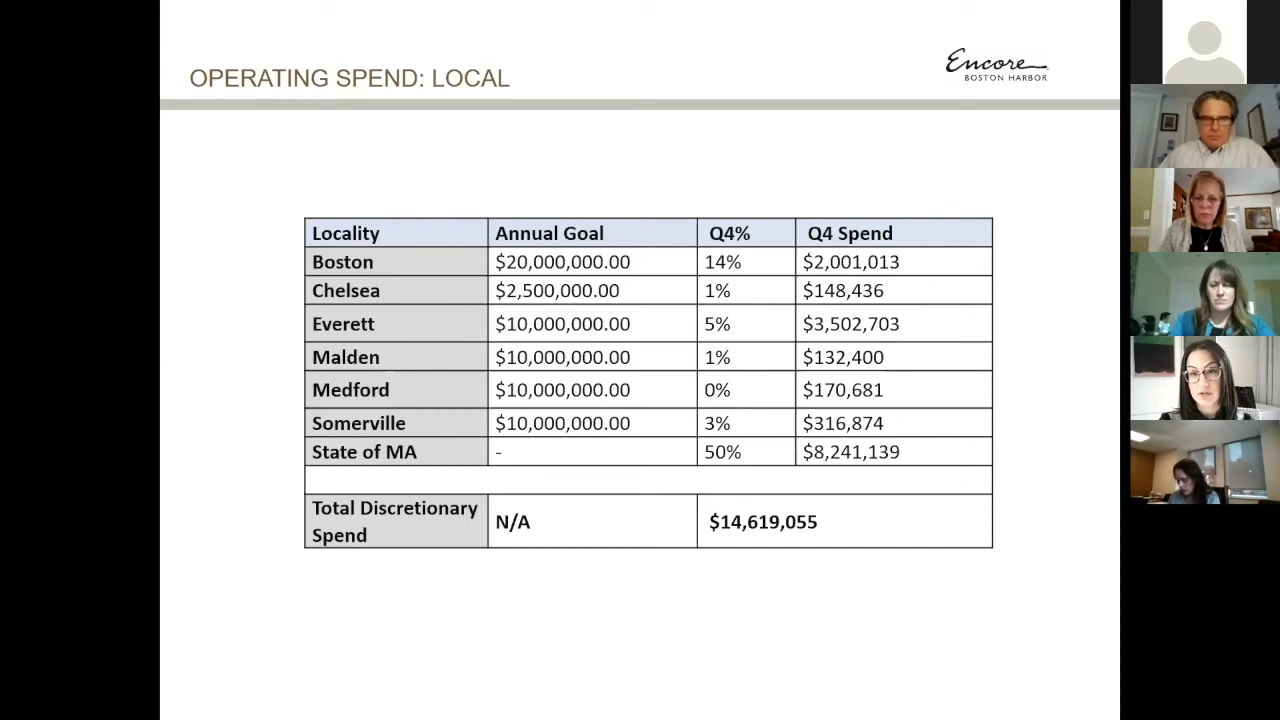 OPERATING SPEND: LOCAL
Encore
BOSTON HARBOR
Locality Annual Goal Q4% Q4 Spend
Boston $20,000,000.00 14% $2,001,013
Chelsea $2,500,000.00 1% $148,436
Everett $10,000,000.00 5% $3,502,703
Malden $10,000,000.00 1% $132,400
Medford $10,000,000.00 0% $170,681
Somerville $10,000,000.00 3% $316,874
State of MA - 50% $8,241,139
Total Discretionary
Spend
N/A
$14,619,055